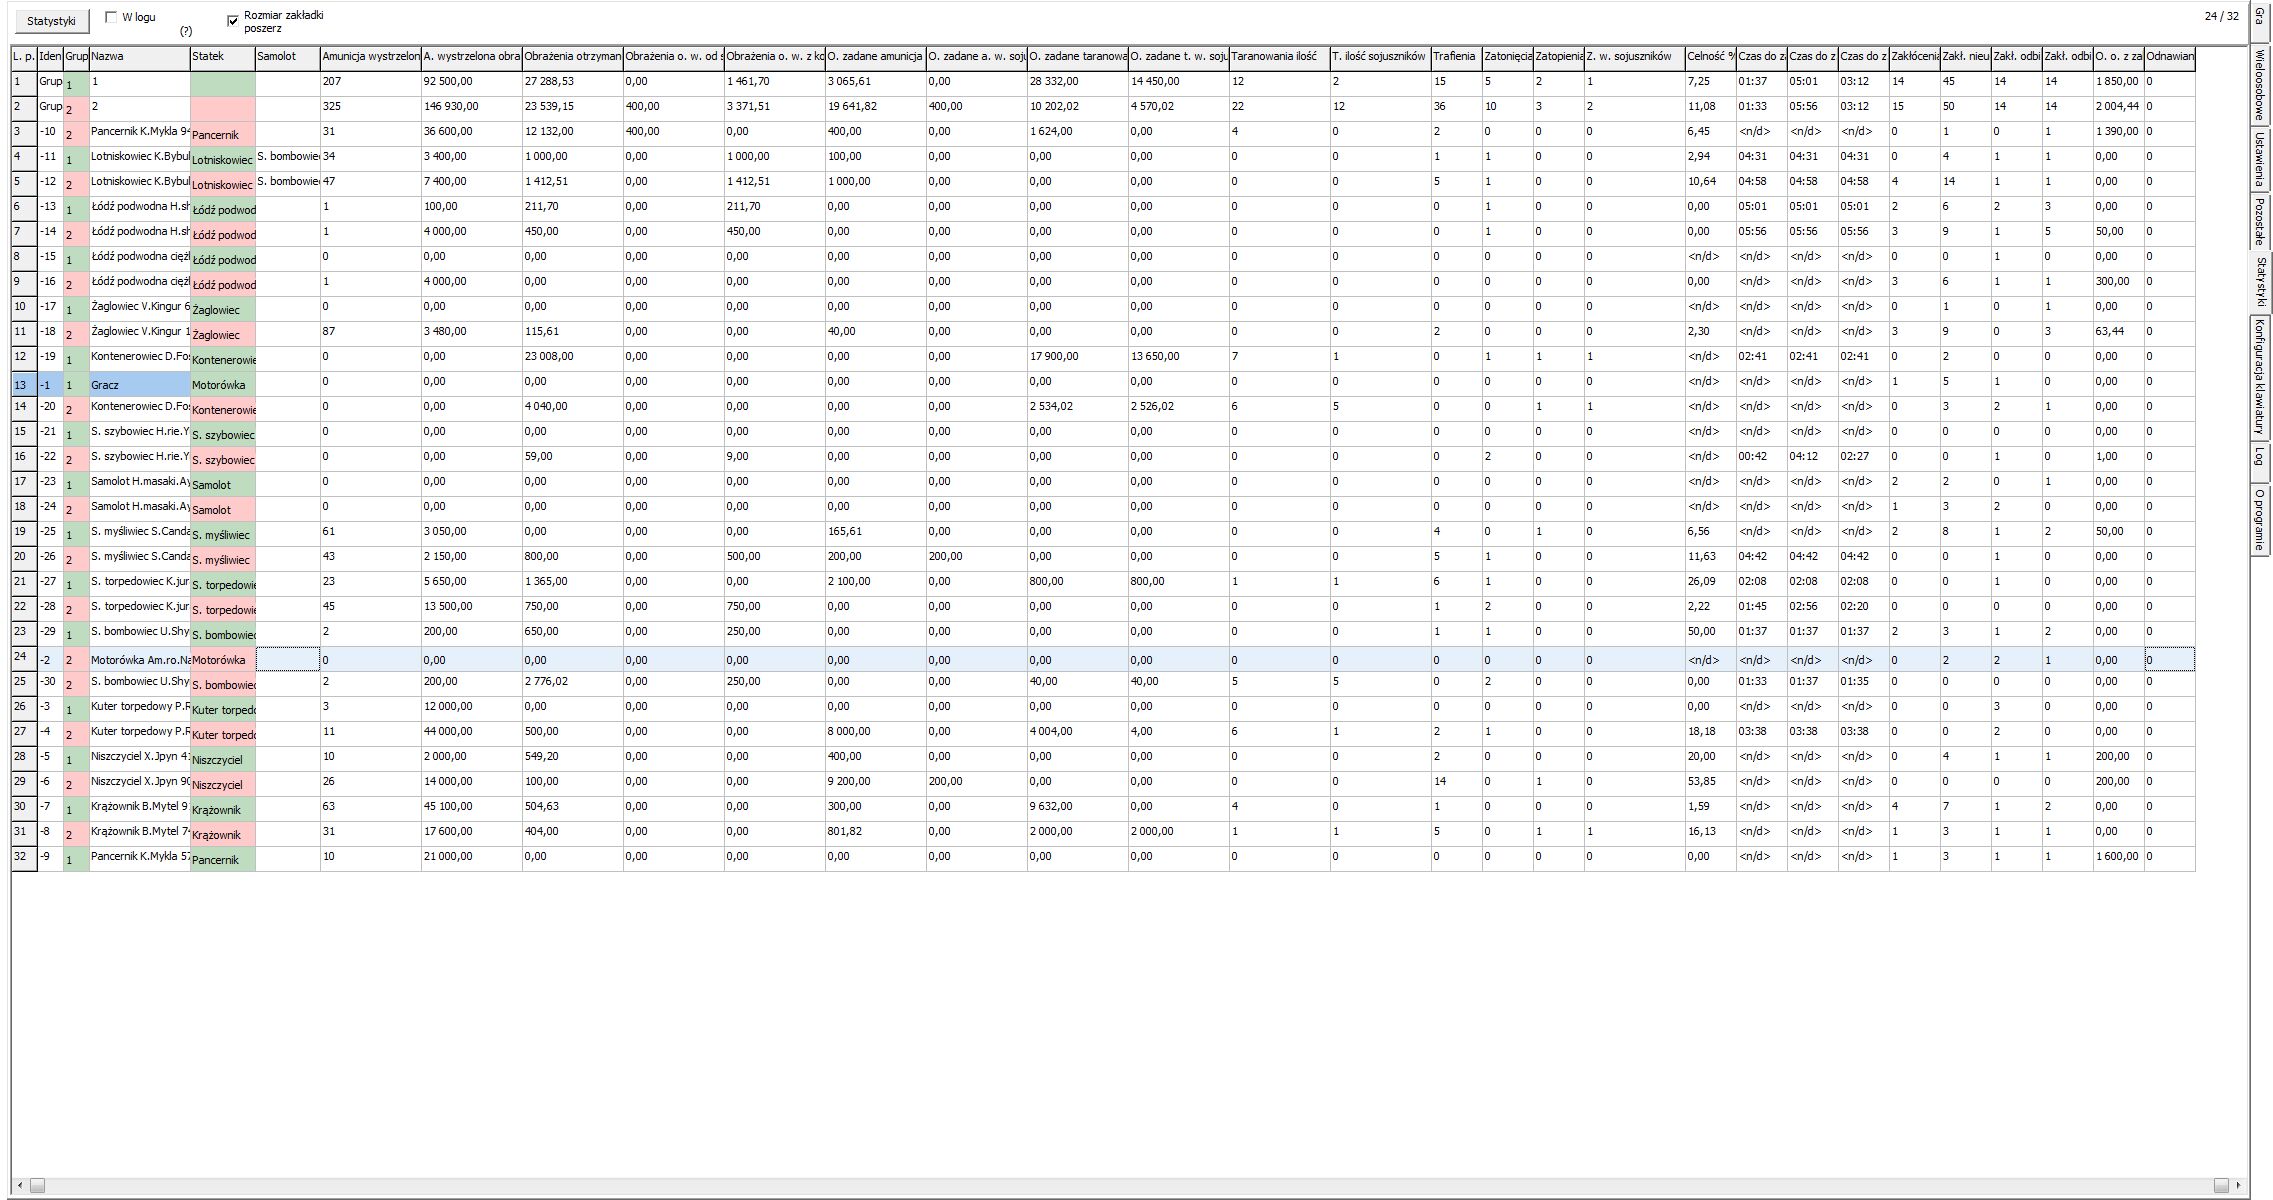 Statystyki W logu (?) Rozmiar zakładki poszerz 24 / 32
L. p. Iden Grup Nazwa Statek Samolot Amunicja wystrzelon A. wystrzelona obra Obrażenia otrzyman Obrażenia o. w. od s Obrażenia o. w. z ko O. zadane amunicja O. zadane a. w. soju O. zadane taranowa O. zadane t. w. soju Taranowania ilość T. ilość sojuszników Trafienia Zatonięcia Zatopienia Z. w. sojuszników Celność % Czas do z Czas do z Czas do z Zakłócenia Zakł. nieu Zakł. odbi Zakł. odbi O. o. z za Odnawian
1 Grup 1 1 207 92 500,00 27 288,53 0,00 1 461,70 3 065,61 0,00 28 332,00 14 450,00 12 2 15 5 2 1 7,25 01:37 05:01 03:12 14 45 14 14 1 850,00 0
2 Grup 2 2 325 146 930,00 23 539,15 400,00 3 371,51 19 641,82 400,00 10 202,02 4 570,02 22 12 36 10 3 2 11,08 01:33 05:56 03:12 15 50 14 14 2 004,44 0
3 -10 2 Pancernik K.Mykla 94 Pancernik 31 36 600,00 12 132,00 400,00 0,00 400,00 0,00 1 624,00 0,00 4 0 2 0 0 0 6,45 <n/d> <n/d> <n/d> 0 1 0 1 1 390,00 0
4 -11 1 Lotniskowiec K.Bybul Lotniskowiec S. bombowiec 34 3 400,00 1 000,00 0,00 1 000,00 100,00 0,00 0,00 0,00 0 0 1 1 0 0 2,94 04:31 04:31 04:31 0 4 1 1 0,00 0
5 -12 2 Lotniskowiec K.Bybul Lotniskowiec S. bombowiec 47 7 400,00 1 412,51 0,00 1 412,51 1 000,00 0,00 0,00 0,00 0 0 5 1 0 0 10,64 04:58 04:58 04:58 4 14 1 1 0,00 0
6 -13 1 Łódź podwodna H.sh Łódź podwod 1 100,00 211,70 0,00 211,70 0,00 0,00 0,00 0,00 0 0 0 1 0 0 0,00 05:01 05:01 05:01 2 6 2 3 0,00 0
7 -14 2 Łódź podwodna H.sh Łódź podwod 1 4 000,00 450,00 0,00 450,00 0,00 0,00 0,00 0,00 0 0 0 1 0 0 0,00 05:56 05:56 05:56 3 9 1 5 50,00 0
8 -15 1 Łódź podwodna cięż Łódź podwod 0 0,00 0,00 0,00 0,00 0,00 0,00 0,00 0,00 0 0 0 0 0 0 <n/d> <n/d> <n/d> <n/d> 0 0 1 0 0,00 0
9 -16 2 Łódź podwodna cięż Łódź podwod 1 4 000,00 0,00 0,00 0,00 0,00 0,00 0,00 0,00 0 0 0 0 0 0 0,00 <n/d> <n/d> <n/d> 3 6 1 1 300,00 0
10 -17 1 Żaglowiec V.Kingur 6 Żaglowiec 0 0,00 0,00 0,00 0,00 0,00 0,00 0,00 0,00 0 0 0 0 0 0 <n/d> <n/d> <n/d> <n/d> 0 1 0 1 0,00 0
11 -18 2 Żaglowiec V.Kingur 1 Żaglowiec 87 3 480,00 115,61 0,00 0,00 40,00 0,00 0,00 0,00 0 0 2 0 0 0 2,30 <n/d> <n/d> <n/d> 3 9 0 3 63,44 0
12 -19 1 Kontenerowiec D.Fos Kontenerowie 0 0,00 23 008,00 0,00 0,00 0,00 0,00 17 900,00 13 650,00 7 1 0 1 1 1 <n/d> 02:41 02:41 02:41 0 2 0 0 0,00 0
13 -1 1 Gracz Motorówka 0 0,00 0,00 0,00 0,00 0,00 0,00 0,00 0,00 0 0 0 0 0 0 <n/d> <n/d> <n/d> <n/d> 1 5 1 0 0,00 0
14 -20 2 Kontenerowiec D.Fos Kontenerowie 0 0,00 4 040,00 0,00 0,00 0,00 0,00 2 534,02 2 526,02 6 5 0 0 1 1 <n/d> <n/d> <n/d> <n/d> 0 3 2 1 0,00 0
15 -21 1 S. szybowiec H.rie.Y S. szybowiec 0 0,00 0,00 0,00 0,00 0,00 0,00 0,00 0,00 0 0 0 0 0 0 <n/d> <n/d> <n/d> <n/d> 0 0 0 0 0,00 0
16 -22 2 S. szybowiec H.rie.Y S. szybowiec 0 0,00 59,00 0,00 9,00 0,00 0,00 0,00 0,00 0 0 0 2 0 0 <n/d> 00:42 04:12 02:27 0 0 1 0 1,00 0
17 -23 1 Samolot H.masaki.Ay Samolot 0 0,00 0,00 0,00 0,00 0,00 0,00 0,00 0,00 0 0 0 0 0 0 <n/d> <n/d> <n/d> <n/d> 2 2 0 1 0,00 0
18 -24 2 Samolot H.masaki.Ay Samolot 0 0,00 0,00 0,00 0,00 0,00 0,00 0,00 0,00 0 0 0 0 0 0 <n/d> <n/d> <n/d> <n/d> 1 3 2 0 0,00 0
19 -25 1 S. myśliwiec S.Canda S. myśliwiec 61 3 050,00 0,00 0,00 0,00 165,61 0,00 0,00 0,00 0 0 4 0 1 0 6,56 <n/d> <n/d> <n/d> 2 8 1 2 50,00 0
20 -26 2 S. myśliwiec S.Canda S. myśliwiec 43 2 150,00 800,00 0,00 500,00 200,00 200,00 0,00 0,00 0 0 5 1 0 0 11,63 04:42 04:42 04:42 0 0 1 0 0,00 0
21 -27 1 S. torpedowiec K.jur S. torpedowie 23 5 650,00 1 365,00 0,00 0,00 2 100,00 0,00 800,00 800,00 1 1 6 1 0 0 26,09 02:08 02:08 02:08 0 0 1 0 0,00 0
22 -28 2 S. torpedowiec K.jur S. torpedowie 45 13 500,00 750,00 0,00 750,00 0,00 0,00 0,00 0,00 0 0 1 2 0 0 2,22 01:45 02:56 02:20 0 0 0 0 0,00 0
23 -29 1 S. bombowiec U.Shy S. bombowiec 2 200,00 650,00 0,00 250,00 0,00 0,00 0,00 0,00 0 0 1 1 0 0 50,00 01:37 01:37 01:37 2 3 1 2 0,00 0
24 -2 2 Motorówka Am.ro.Na Motorówka 0 0,00 0,00 0,00 0,00 0,00 0,00 0,00 0,00 0 0 0 0 0 0 <n/d> <n/d> <n/d> <n/d> 0 2 2 1 0,00 0
25 -30 2 S. bombowiec U.Shy S. bombowiec 2 200,00 2 776,02 0,00 250,00 0,00 0,00 40,00 40,00 5 5 0 2 0 0 0,00 01:33 01:37 01:35 0 0 0 0 0,00 0
26 -3 1 Kuter torpedowy P.R Kuter torpedo 3 12 000,00 0,00 0,00 0,00 0,00 0,00 0,00 0,00 0 0 0 0 0 0 0,00 <n/d> <n/d> <n/d> 0 0 3 0 0,00 0
27 -4 2 Kuter torpedowy P.R Kuter torpedo 11 44 000,00 500,00 0,00 0,00 8 000,00 0,00 4 004,00 4,00 6 1 2 1 0 0 18,18 03:38 03:38 03:38 0 0 2 0 0,00 0
28 -5 1 Niszczyciel X.Jpyn 41 Niszczyciel 10 2 000,00 549,20 0,00 0,00 400,00 0,00 0,00 0,00 0 0 2 0 0 0 20,00 <n/d> <n/d> <n/d> 0 4 1 1 200,00 0
29 -6 2 Niszczyciel X.Jpyn 90 Niszczyciel 26 14 000,00 100,00 0,00 0,00 9 200,00 200,00 0,00 0,00 0 0 14 0 1 0 53,85 <n/d> <n/d> <n/d> 0 0 0 0 200,00 0
30 -7 1 Krążownik B.Mytel 9 Krążownik 63 45 100,00 504,63 0,00 0,00 300,00 0,00 9 632,00 0,00 4 0 1 0 0 0 1,59 <n/d> <n/d> <n/d> 4 7 1 2 0,00 0
31 -8 2 Krążownik B.Mytel 74 Krążownik 31 17 600,00 404,00 0,00 0,00 801,82 0,00 2 000,00 2 000,00 1 1 5 0 1 1 16,13 <n/d> <n/d> <n/d> 1 3 1 1 0,00 0
32 -9 1 Pancernik K.Mykla 57 Pancernik 10 21 000,00 0,00 0,00 0,00 0,00 0,00 0,00 0,00 0 0 0 0 0 0 0,00 <n/d> <n/d> <n/d> 1 3 1 1 1 600,00 0
Gra
Wieloosobowe
Ustawienia
Pozostałe
Statystyki
Konfiguracja klawiatury
Log
O programie